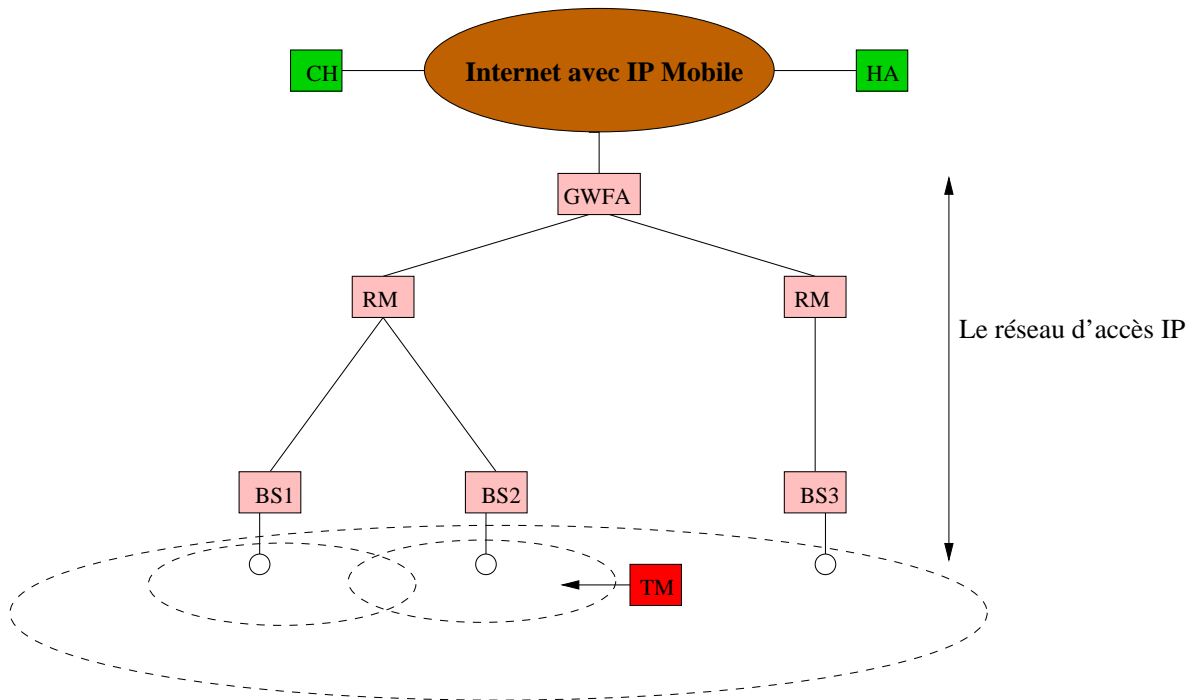 CH
Internet avec IP Mobile
HA
GWFA
RM
RM
Le réseau d'accès IP
BS1
BS2
BS3
TM